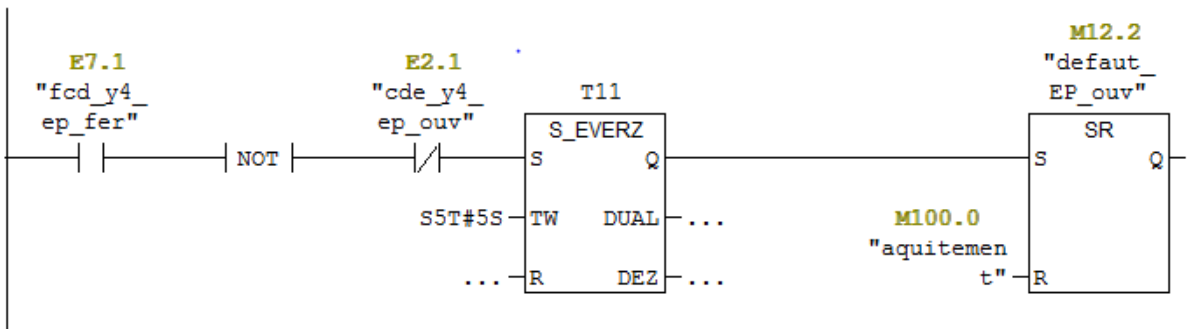 M12.2
E7.1 E2.1 "defaut_
"fcd_y4_ "cde_y4_ T11 EP_ouv"
ep_fer" ep_ouv" S_EVERZ SR
NOT S Q S Q
S5T#5S TW DUAL ... M100.0
"aquitemen
... R DEZ ... t" R